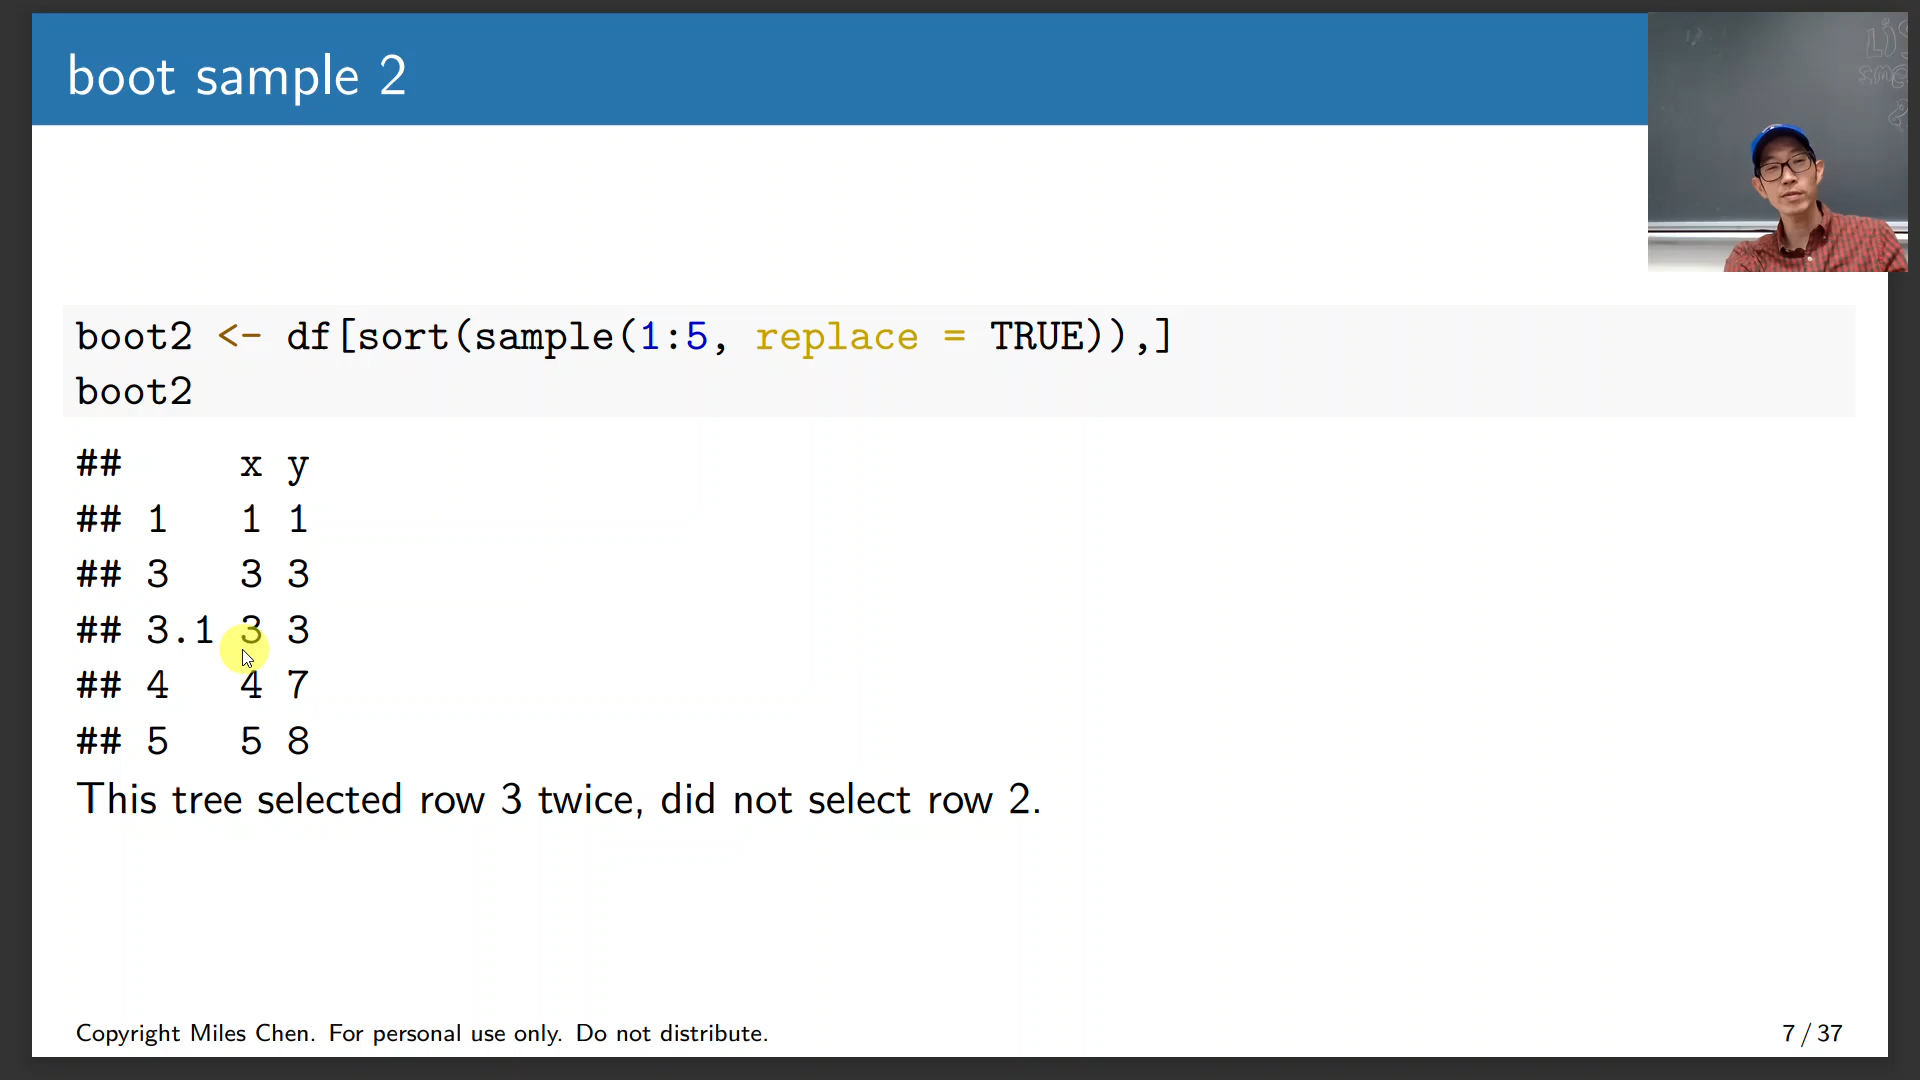 boot sample 2
boot2 <- df[sort(sample(1:5, replace = TRUE)),]
boot2
##     x y
## 1   1 1
## 3   3 3
## 3.1 3 3
## 4   4 7
## 5   5 8
This tree selected row 3 twice, did not select row 2.
Copyright Miles Chen. For personal use only. Do not distribute.
7 / 37